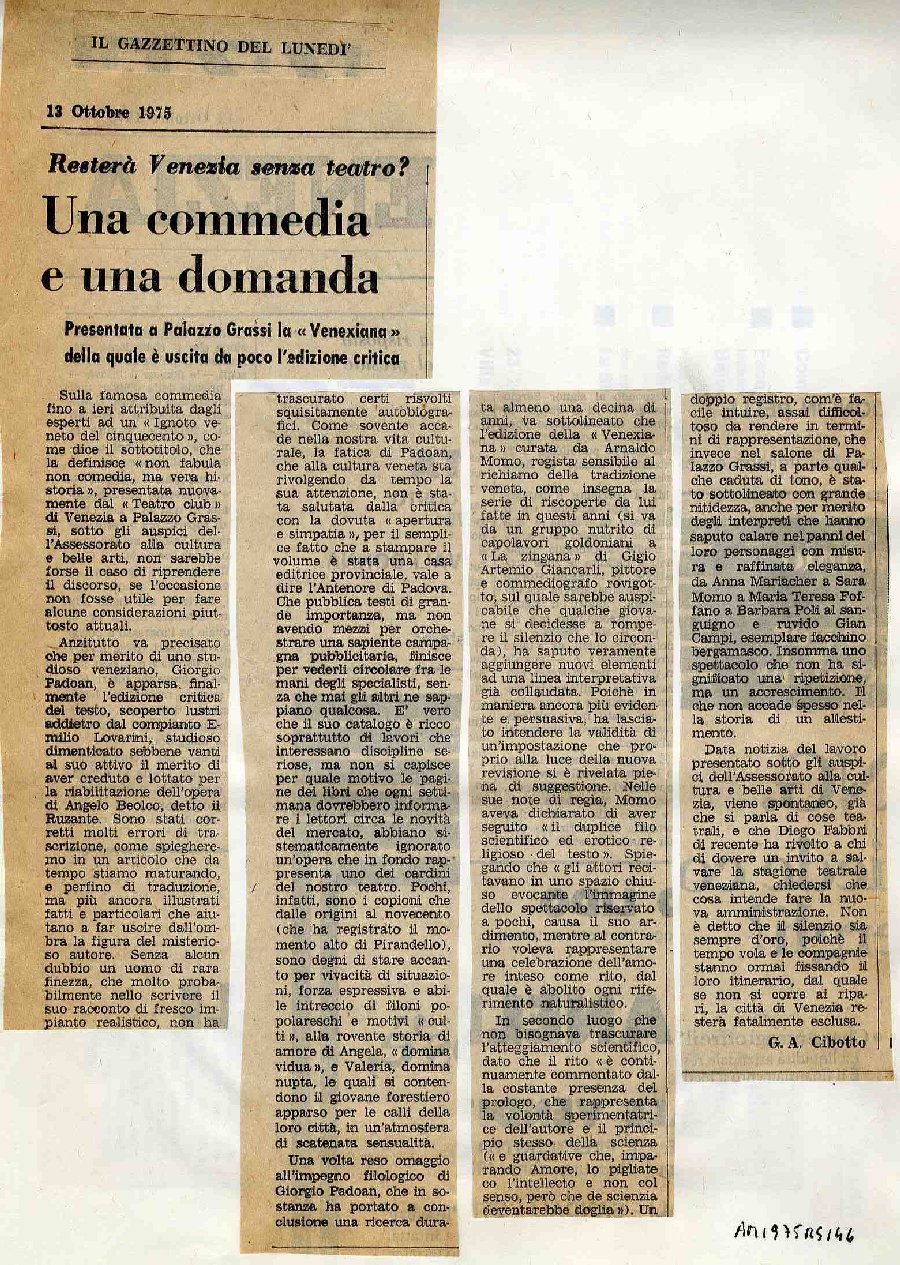 IL GAZZETTINO DEL LUNEDI'
13 Ottobre 1975
Resterà Venezia senza teatro?
Una commedia
e una domanda
Presentata a Palazzo Grassi la « Venexiana »
della quale è uscita da poco l'edizione critica
Sulla famosa commedia
fino a ieri attribuita dagli
esperti ad un « Ignoto ve-
neto del cinquecento », co-
me dice il sottotitolo, che
la definisce « non fabula
non comedia, ma vera hi-
storia », presentata nuova-
mente dal « Teatro club »
di Venezia a Palazzo Gras-
si, sotto gli auspici del-
l'Assessorato alla cultura
e belle arti, non sarebbe
forse il caso di riprendere
il discorso, se l'occasione
non fosse utile per fare
alcune considerazioni piut-
tosto attuali.
Anzitutto va precisato
che per merito di uno stu-
dioso veneziano, Giorgio
Padoan, è apparsa final-
mente l'edizione critica
del testo, scoperto lustri
addietro dal compianto E-
milio Lovarini, studioso
dimenticato sebbene vanti
al suo attivo il merito di
aver creduto e lottato per
la riabilitazione dell'opera
di Angelo Beolco, detto il
Ruzante. Sono stati cor-
retti molti errori di tra-
scrizione, come spieghere-
mo in un articolo che da
tempo stiamo maturando,
e perfino di traduzione,
ma più ancora illustrati
fatti e particolari che aiu-
tano a far uscire dall'om-
bra la figura del misterio-
so autore. Senza alcun
dubbio un uomo di rara
finezza, che molto proba-
bilmente nello scrivere il
suo racconto di fresco im-
pianto realistico, non ha
trascurato certi risvolti
squisitamente autobiogra-
fici. Come sovente acca-
de nella nostra vita cultu-
rale, la fatica di Padoan,
che alla cultura veneta sta
rivolgendo da tempo la
sua attenzione, non è sta-
ta salutata dalla critica
con la dovuta « apertura
e simpatia », per il sempli-
ce fatto che a stampare il
volume è stata una casa
editrice provinciale, vale a
dire l'Antenore di Padova.
Che pubblica testi di gran-
de importanza, ma non
avendo mezzi per orche-
strare una sapiente campa-
gna pubblicitaria, finisce
per vederli circolare fra le
mani degli specialisti, sen-
za che mai gli altri ne sap-
piano qualcosa. E' vero
che il suo catalogo è ricco
soprattutto di lavori che
interessano discipline se-
riose, ma non si capisce
per quale motivo le pagi-
ne dei libri che ogni setti-
mana dovrebbero informa-
re i lettori circa le novità
del mercato, abbiano si-
stematicamente ignorato
un'opera che in fondo rap-
presenta uno dei cardini
del nostro teatro. Pochi,
infatti, sono i copioni che
dalle origini al novecento
(che ha registrato il mo-
mento alto di Pirandello),
sono degni di stare accan-
to per vivacità di situazio-
ni, forza espressiva e abi-
le intreccio di filoni po-
polareschi e motivi « cul-
ti », alla rovente storia di
amore di Angela, « domina
vidua », e Valeria, domina
nupta, le quali si conten-
dono il giovane forestiero
apparso per le calli della
loro città, in un'atmosfera
di scatenata sensualità.
Una volta reso omaggio
all'impegno filologico di
Giorgio Padoan, che in so-
stanza ha portato a con-
clusione una ricerca dura-
ta almeno una decina di
anni, va sottolineato che
l'edizione della « Venexia-
na » curata da Arnaldo
Momo, regista sensibile al
richiamo della tradizione
veneta, come insegna la
serie di riscoperte da lui
fatte in questi anni (si va
da un gruppo nutrito di
capolavori goldoniani a
« La zingana » di Gigio
Artemio Giancarli, pittore
e commediografo rovigot-
to, sul quale sarebbe auspi-
cabile che qualche giova-
ne si decidesse a rompe-
re il silenzio che lo circon-
da), ha saputo veramente
aggiungere nuovi elementi
ad una linea interpretativa
già collaudata. Poichè in
maniera ancora più eviden-
te e persuasiva, ha lascia-
to intendere la validità di
un'impostazione che pro-
prio alla luce della nuova
revisione si è rivelata pie-
na di suggestione. Nelle
sue note di regia, Momo
aveva dichiarato di aver
seguito « il duplice filo
scientifico ed erotico re-
ligioso del testo ». Spie-
gando che « gli attori reci-
tavano in uno spazio chiu-
so evocante l'immagine
dello spettacolo riservato
a pochi, causa il suo ar-
dimento, mentre al contra-
rio voleva rappresentare
una celebrazione dell'amo-
re inteso come rito, dal
quale è abolito ogni rife-
rimento naturalistico.
In secondo luogo che
non bisognava trascurare
l'atteggiamento scientifico,
dato che il rito « è conti-
nuamente commentato dal-
la costante presenza del
prologo, che rappresenta
la volontà sperimentatri-
ce dell'autore e il princi-
pio stesso della scienza
(« e guardative che, impa-
rando Amore, lo pigliate
co l'intellecto e non col
senso, però che de scienzia
deventarebbe doglia »). Un
doppio registro, com'è fa-
cile intuire, assai difficol-
toso da rendere in termi-
ni di rappresentazione, che
invece nel salone di Pa-
lazzo Grassi, a parte qual-
che caduta di tono, è sta-
to sottolineato con grande
nitidezza, anche per merito
degli interpreti che hanno
saputo calare nei panni dei
loro personaggi con misu-
ra e raffinata eleganza,
da Anna Mariacher a Sara
Momo a Maria Teresa Fof-
fano a Barbara Poli al san-
guigno e ruvido Gian
Campi, esemplare facchino
bergamasco. Insomma uno
spettacolo che non ha si-
gnificato una ripetizione,
ma un accrescimento. Il
che non accade spesso nel-
la storia di un allesti-
mento.
Data notizia del lavoro
presentato sotto gli auspi-
ci dell'Assessorato alla cul-
tura e belle arti di Vene-
zia, viene spontaneo, già
che si parla di cose tea-
trali, e che Diego Fabbri
di recente ha rivolto a chi
di dovere un invito a sal-
vare la stagione teatrale
veneziana, chiedersi che
cosa intende fare la nuo-
va amministrazione. Non
è detto che il silenzio sia
sempre d'oro, poichè il
tempo vola e le compagnie
stanno ormai fissando il
loro itinerario, dal quale
se non si corre ai ripa-
ri, la città di Venezia re-
sterà fatalmente esclusa.
G. A. Cibotto
AM1975RS146